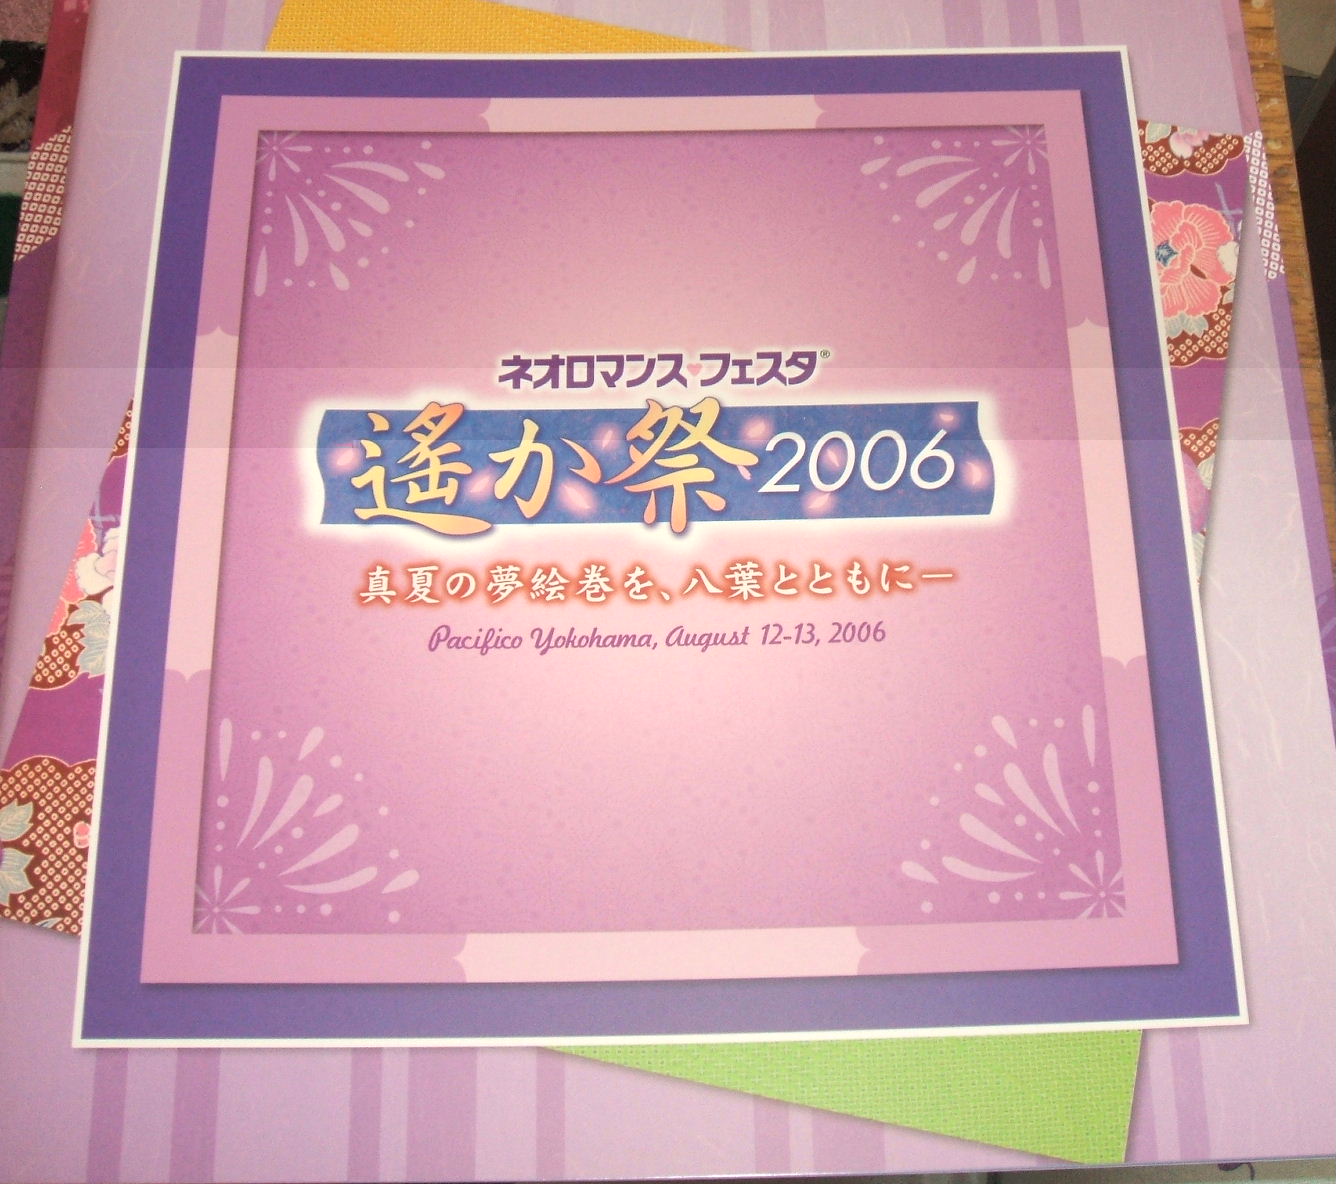 ネオロマンス♥フェスタ®
遙か祭2006
真夏の夢絵巻を、八葉とともに―
Pacifico Yokohama, August 12-13, 2006